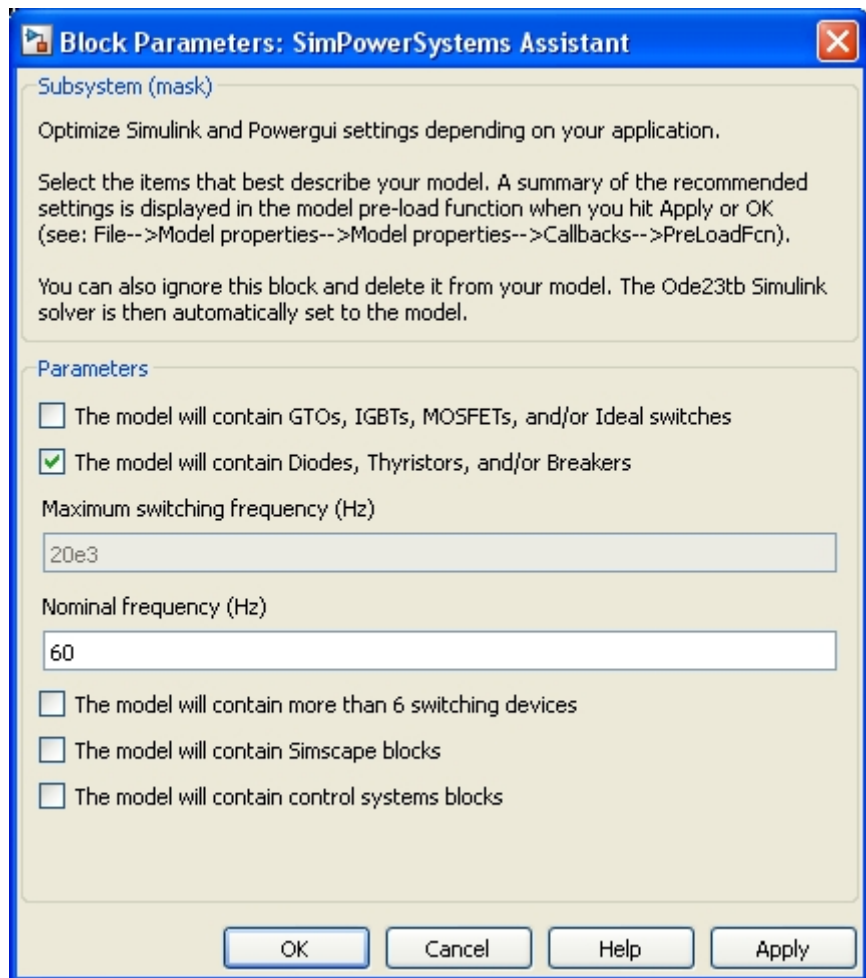 Block Parameters: SimPowerSystems Assistant
Subsystem (mask)
Optimize Simulink and Powergui settings depending on your application.
Select the items that best describe your model. A summary of the recommended
settings is displayed in the model pre-load function when you hit Apply or OK
(see: File-->Model properties-->Model properties-->Callbacks-->PreLoadFcn).
You can also ignore this block and delete it from your model. The Ode23tb Simulink
solver is then automatically set to the model.
Parameters
The model will contain GTOs, IGBTs, MOSFETs, and/or Ideal switches
The model will contain Diodes, Thyristors, and/or Breakers
Maximum switching frequency (Hz)
20e3
Nominal frequency (Hz)
60
The model will contain more than 6 switching devices
The model will contain Simscape blocks
The model will contain control systems blocks
OK Cancel Help Apply